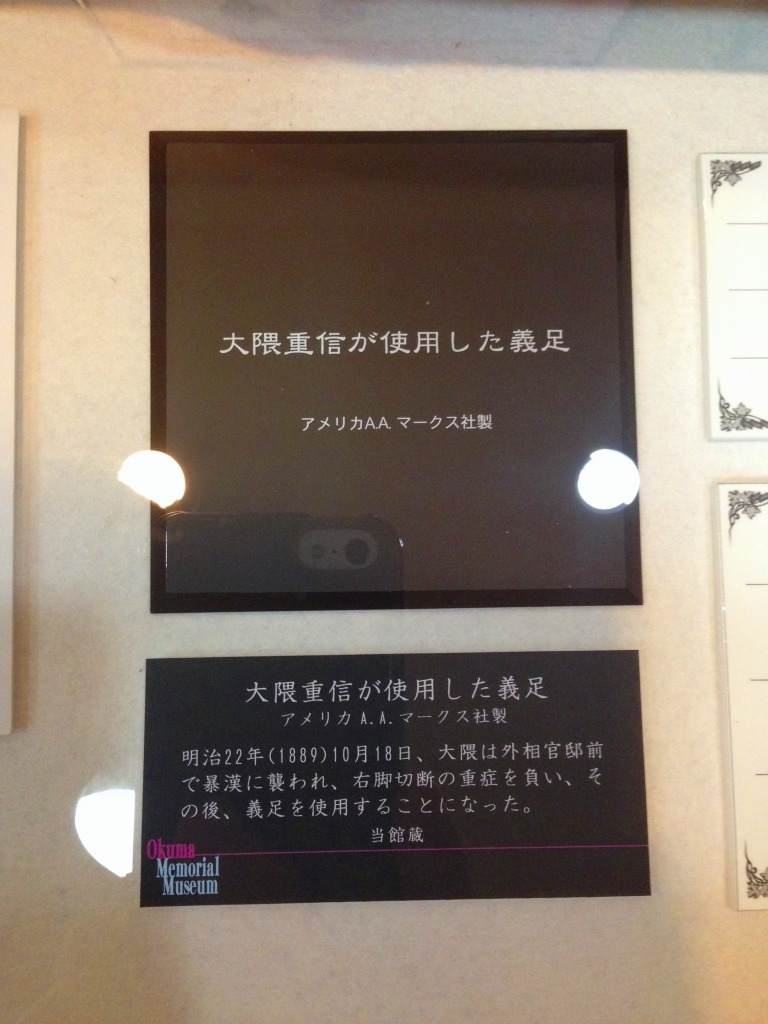 大隈重信が使用した義足
アメリカA.A.マークス社製
大隈重信が使用した義足
アメリカA.A.マークス社製
明治22年(1889)10月18日、大隈は外相官邸前
で暴漢に襲われ、右脚切断の重症を負い、そ
の後、義足を使用することになった。
当館蔵
Okuma
Memorial
Museum